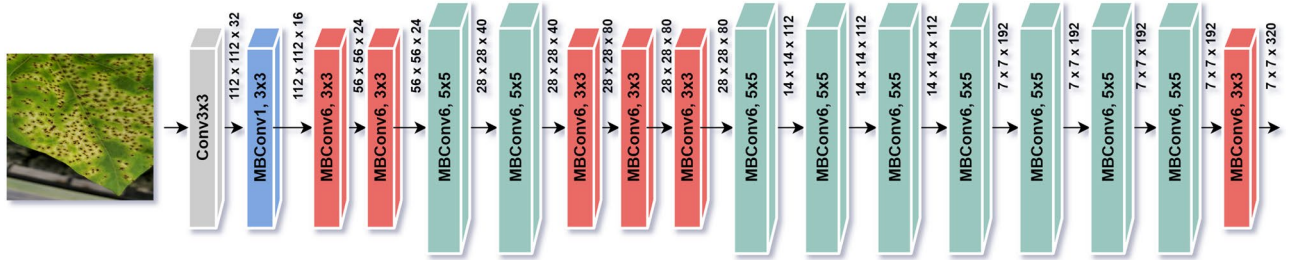 Conv3x3
112 x 112 x 32
MBConv1, 3x3
112 x 112 x 16
MBConv6, 3x3
56 x 56 x 24
MBConv6, 3x3
56 x 56 x 24
MBConv6, 5x5
28 x 28 x 40
MBConv6, 5x5
28 x 28 x 40
MBConv6, 3x3
28 x 28 x 80
MBConv6, 3x3
28 x 28 x 80
MBConv6, 3x3
28 x 28 x 80
MBConv6, 5x5
14 x 14 x 112
MBConv6, 5x5
14 x 14 x 112
MBConv6, 5x5
14 x 14 x 112
MBConv6, 5x5
7 x 7 x 192
MBConv6, 5x5
7 x 7 x 192
MBConv6, 5x5
7 x 7 x 192
MBConv6, 5x5
7 x 7 x 192
MBConv6, 3x3
7 x 7 x 320